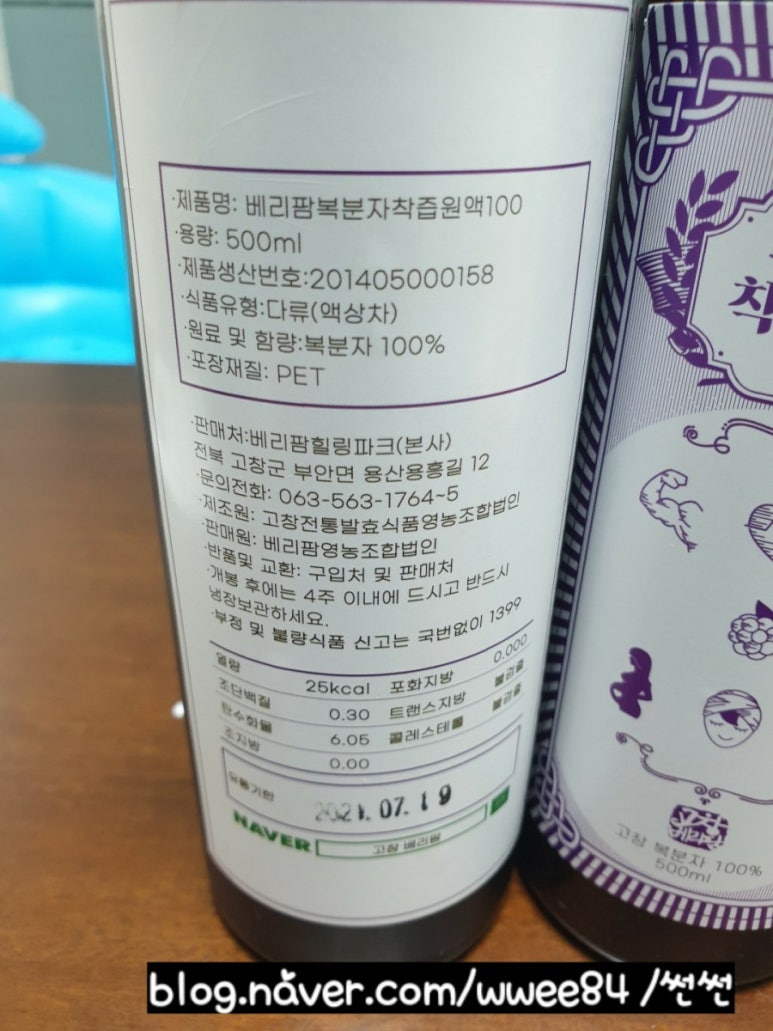 ·제품명: 베리팜복분자착즙원액100
·용량: 500ml
·제품생산번호:201405000158
·식품유형:다류(액상차)
·원료 및 함량:복분자 100%
·포장재질: PET
·판매처:베리팜힐링파크(본사)
전북 고창군 부안면 용산용흥길 12
·문의전화: 063-563-1764~5
·제조원: 고창전통발효식품영농조합법인
·판매원: 베리팜영농조합법인
·반품및 교환: 구입처 및 판매처
·개봉 후에는 4주 이내에 드시고 반드시
냉장보관하세요.
·부정 및 불량식품 신고는 국번없이 1399
열량 25kcal 포화지방 0.000
조단백질 0.30 트랜스지방 불검출
탄수화물 6.05 콜레스테롤 불검출
조지방 0.00
유통기한 2021.07.19
NAVER 고창 베리팜
착
고창 복분자 100%
500ml
blog.naver.com/wwee84 /썬썬